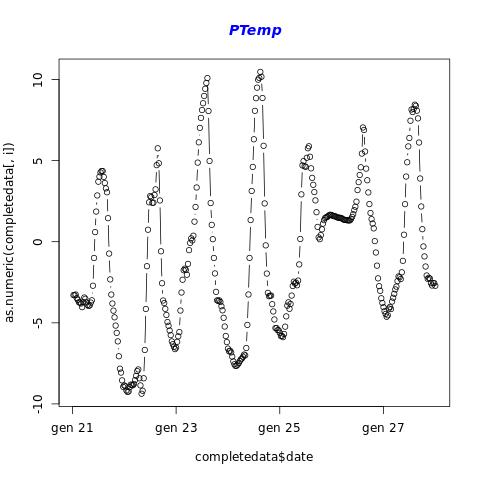 PTemp
as.numeric(completedata[, i])
10
5
0
-5
-10
gen 21
gen 23
gen 25
gen 27
completedata$date